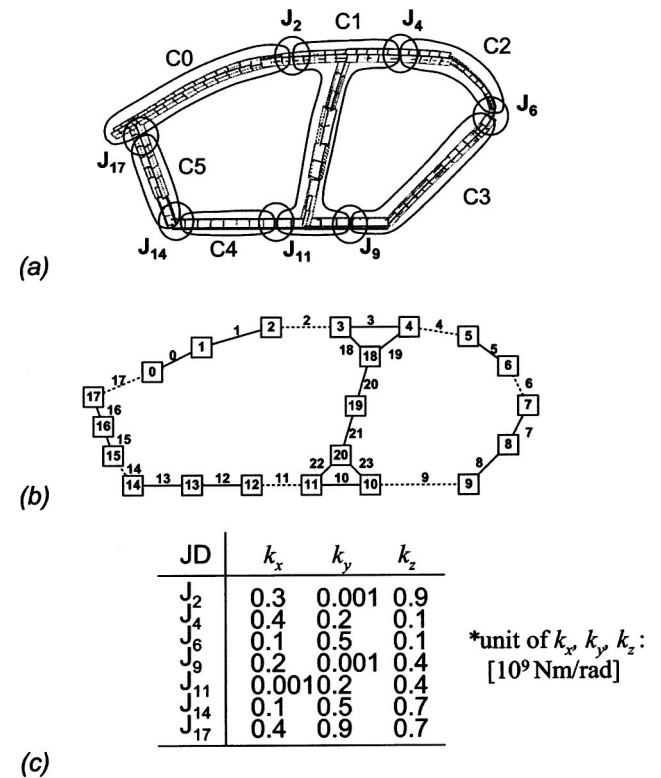 J2 C1 J4
C0 C2
J6
J17 C5 C3
J14 C4 J11 J9
(a)
2 2 3 3 4 4 5
1 1 18 19 5
0 0 18 6
17 17 20 6
16 19 7
16 21 7
15 15 20 8
14 22 23 8
14 13 13 12 12 11 11 10 10 9 9
(b)
JD kx ky kz
J2 0.3 0.001 0.9
J4 0.4 0.2 0.1
J6 0.1 0.5 0.1
J9 0.2 0.001 0.4
J11 0.001 0.2 0.4
J14 0.1 0.5 0.7
J17 0.4 0.9 0.7
*unit of kx, ky, kz:
[10⁹ Nm/rad]
(c)